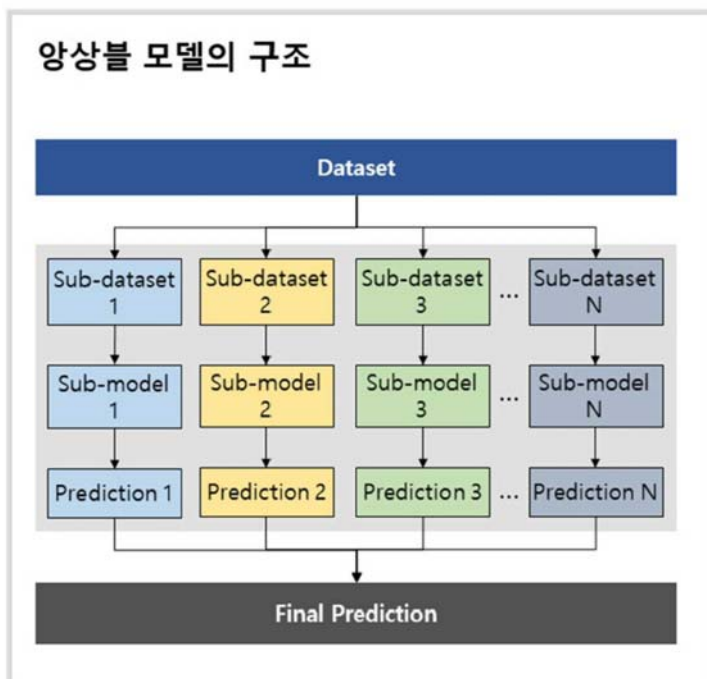 앙상블 모델의 구조
Dataset
Sub-dataset
1
Sub-dataset
2
Sub-dataset
3
...
Sub-dataset
N
Sub-model
1
Sub-model
2
Sub-model
3
...
Sub-model
N
Prediction 1
Prediction 2
Prediction 3
...
Prediction N
Final Prediction